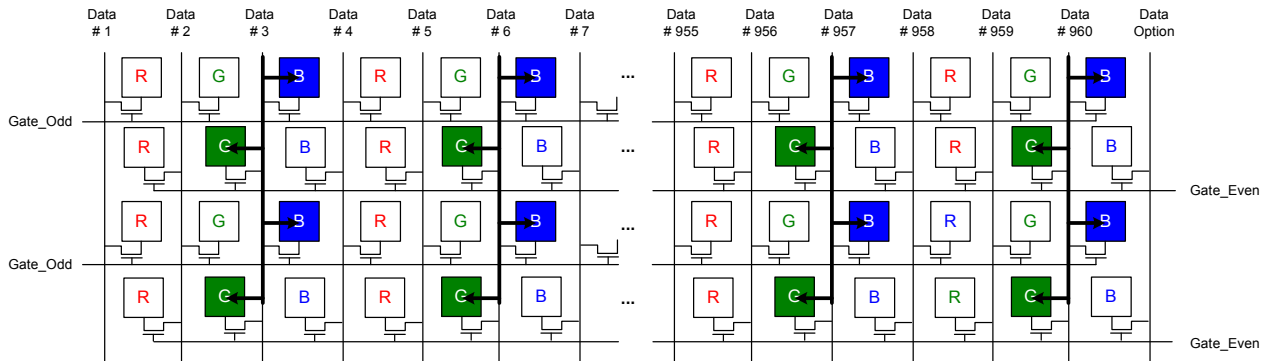 Data # 1 Data # 2 Data # 3 Data # 4 Data # 5 Data # 6 Data # 7 Data # 955 Data # 956 Data # 957 Data # 958 Data # 959 Data # 960 Data Option
R G B R G B ... R G B R G B
Gate_Odd
R G B R G B ... R G B R G B
Gate_Even
R G B R G B ... R G B R G B
Gate_Odd
R G B R G B ... R G B R G B
Gate_Even